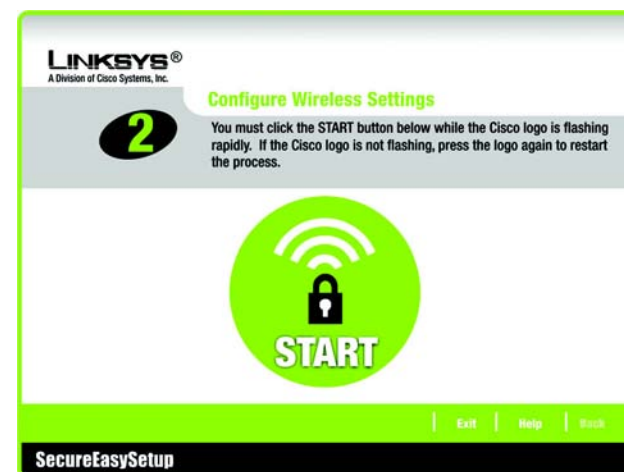 LINKSYS®
A Division of Cisco Systems, Inc.
Configure Wireless Settings
2
You must click the START button below while the Cisco logo is flashing
rapidly. If the Cisco logo is not flashing, press the logo again to restart
the process.
START
Exit Help Back
SecureEasySetup